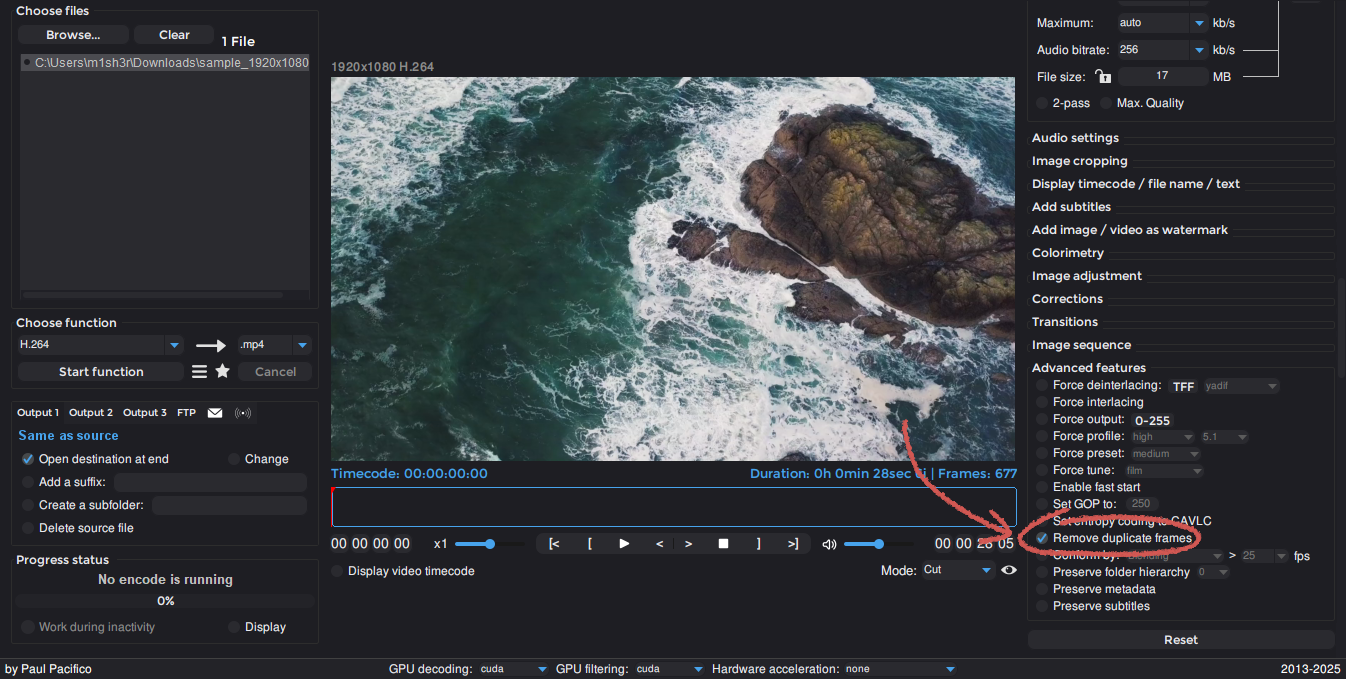 Choose files
Browse...
Clear
1 File
C:\Users\m1sh3r\Downloads\sample_1920x1080
Choose function
H.264
.mp4
Start function
Cancel
Output 1 Output 2 Output 3 FTP
Same as source
Open destination at end
Change
Add a suffix:
Create a subfolder:
Delete source file
Progress status
No encode is running
0%
Work during inactivity
Display
1920x1080 H.264
Timecode: 00:00:00:00
Duration: 0h 0min 28sec | Frames: 677
00 00 00 00
x1
[<
[
<
>
]
>]
00 00 28 05
Display video timecode
Mode: Cut
Maximum: auto kb/s
Audio bitrate: 256 kb/s
File size: 17 MB
2-pass
Max. Quality
Audio settings
Image cropping
Display timecode / file name / text
Add subtitles
Add image / video as watermark
Colorimetry
Image adjustment
Corrections
Transitions
Image sequence
Advanced features
Force deinterlacing: TFF yadif
Force interlacing
Force output: 0-255
Force profile: high 5.1
Force preset: medium
Force tune: film
Enable fast start
Set GOP to: 250
Set entropy coding to CAVLC
Remove duplicate frames
Conform by: Blending > 25 fps
Preserve folder hierarchy 0
Preserve metadata
Preserve subtitles
Reset
by Paul Pacifico
GPU decoding: cuda
GPU filtering: cuda
Hardware acceleration: none
2013-2025